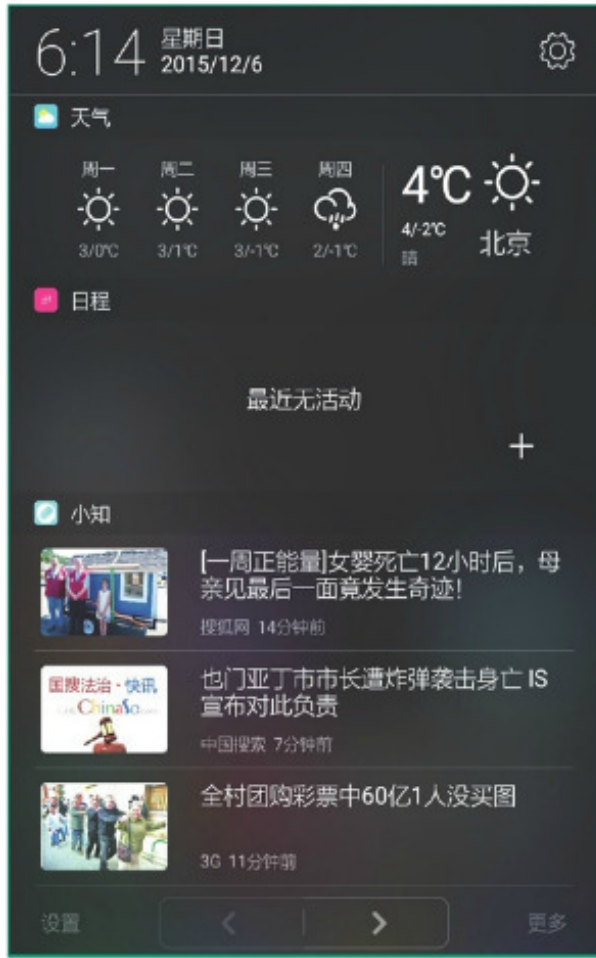 6:14
星期日
2015/12/6
天气
周一 周二 周三 周四
3/0℃ 3/1℃ 3/-1℃ 2/-1℃
4℃
4/-2℃
晴
北京
日程
最近无活动
+
小知
[一周正能量]女婴死亡12小时后，母
亲见最后一面竟发生奇迹！
搜狐网 14分钟前
国搜法治·快讯
ChinaSo
也门亚丁市市长遭炸弹袭击身亡 IS
宣布对此负责
中国搜索 7分钟前
全村团购彩票中60亿1人没买图
3G 11分钟前
设置 < > 更多